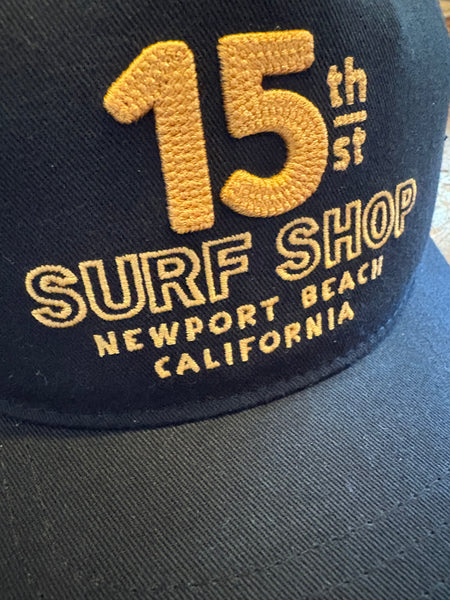 15th
st
SURF SHOP
NEWPORT BEACH
CALIFORNIA